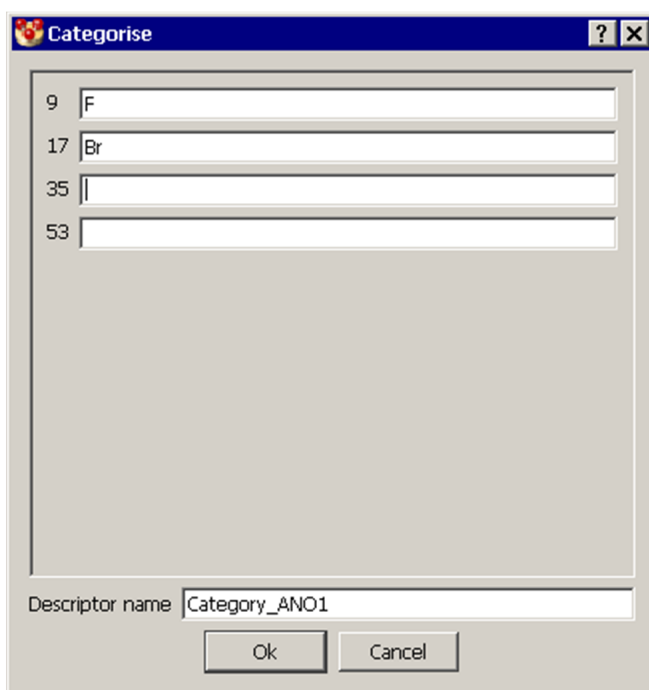 Categorise
9 F
17 Br
35
53
Descriptor name Category_ANO1
Ok Cancel